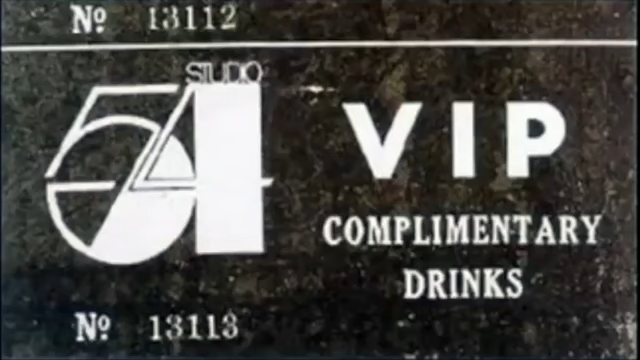 Nº 13112
STUDIO
54
VIP
COMPLIMENTARY
DRINKS
Nº 13113